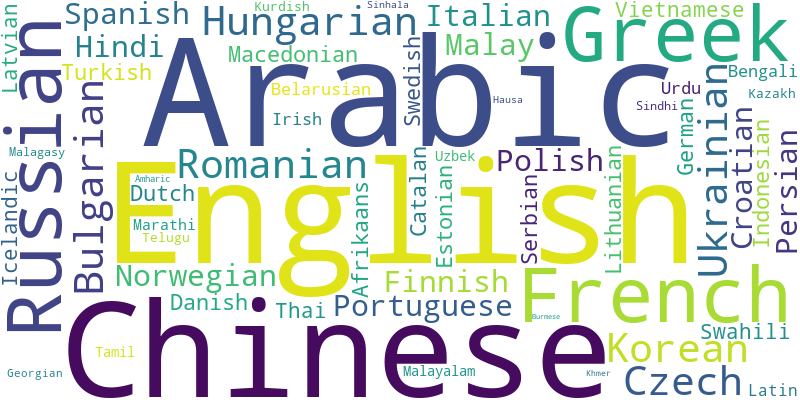 Latvian
Spanish
Kurdish
Sinhala
Hungarian
Italian
Vietnamese
Greek
Hindi
Turkish
Macedonian
Malay
Bengali
Arabic
Swedish
Belarusian
Urdu
Kazakh
Hausa
Sindhi
Irish
Russian
Malagasy
Bulgarian
German
Ukrainian
Croatian
Indonesian
Persian
Romanian
Catalan
Uzbek
Polish
English
Amharic
Dutch
Icelandic
Marathi
Telugu
Afrikaans
Estonian
Serbian
Lithuanian
Norwegian
Finnish
French
Danish
Thai
Portuguese
Burmese
Chinese
Swahili
Korean
Tamil
Georgian
Malayalam
Khmer
Czech
Latin